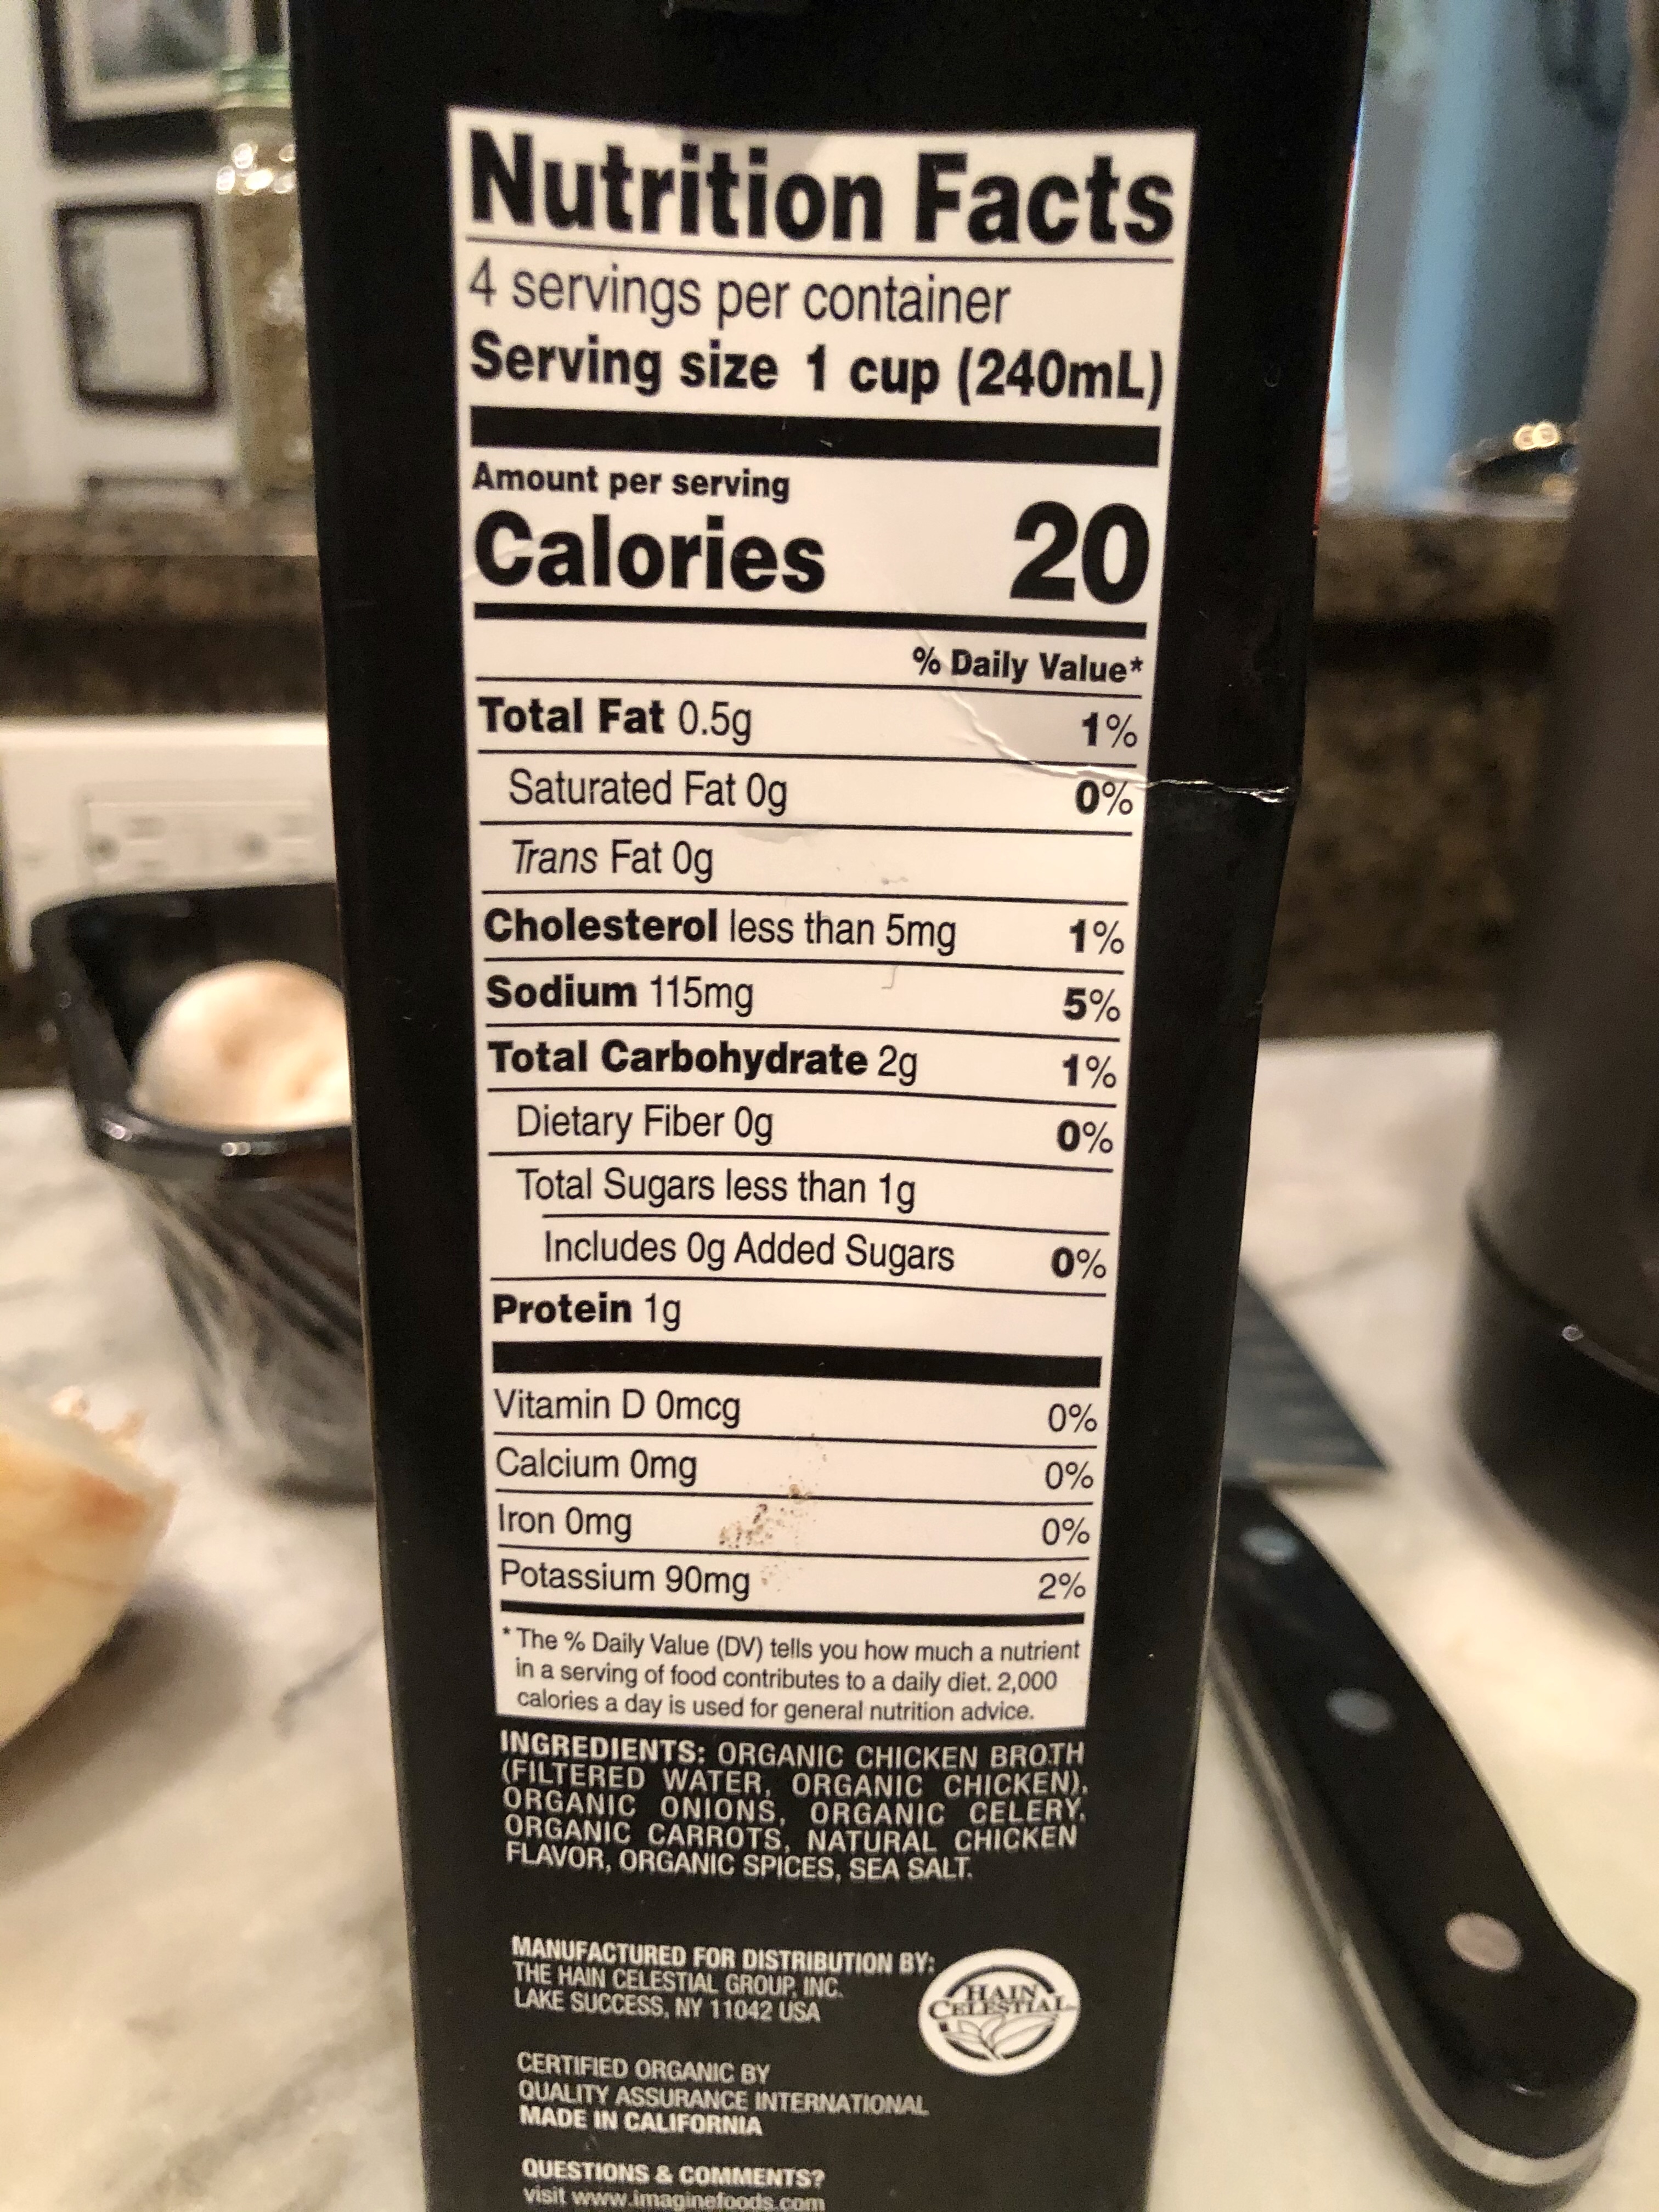 Nutrition Facts
4 servings per container
Serving size 1 cup (240mL)
Amount per serving
Calories 20
% Daily Value*
Total Fat 0.5g 1%
Saturated Fat 0g 0%
Trans Fat 0g
Cholesterol less than 5mg 1%
Sodium 115mg 5%
Total Carbohydrate 2g 1%
Dietary Fiber 0g 0%
Total Sugars less than 1g
Includes 0g Added Sugars 0%
Protein 1g
Vitamin D 0mcg 0%
Calcium 0mg 0%
Iron 0mg 0%
Potassium 90mg 2%
* The % Daily Value (DV) tells you how much a nutrient
in a serving of food contributes to a daily diet. 2,000
calories a day is used for general nutrition advice.
INGREDIENTS: ORGANIC CHICKEN BROTH
(FILTERED WATER, ORGANIC CHICKEN),
ORGANIC ONIONS, ORGANIC CELERY,
ORGANIC CARROTS, NATURAL CHICKEN
FLAVOR, ORGANIC SPICES, SEA SALT.
MANUFACTURED FOR DISTRIBUTION BY:
THE HAIN CELESTIAL GROUP, INC.
LAKE SUCCESS, NY 11042 USA
HAIN
CELESTIAL
CERTIFIED ORGANIC BY
QUALITY ASSURANCE INTERNATIONAL
MADE IN CALIFORNIA
QUESTIONS & COMMENTS?
visit www.imaginefoods.com